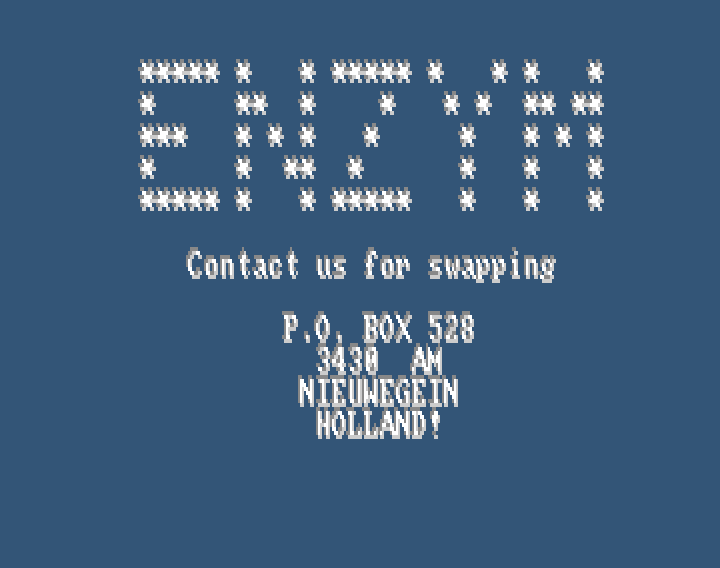 ENZYM
Contact us for swapping
P.O. BOX 528
3430 AM
NIEUWEGEIN
HOLLAND!